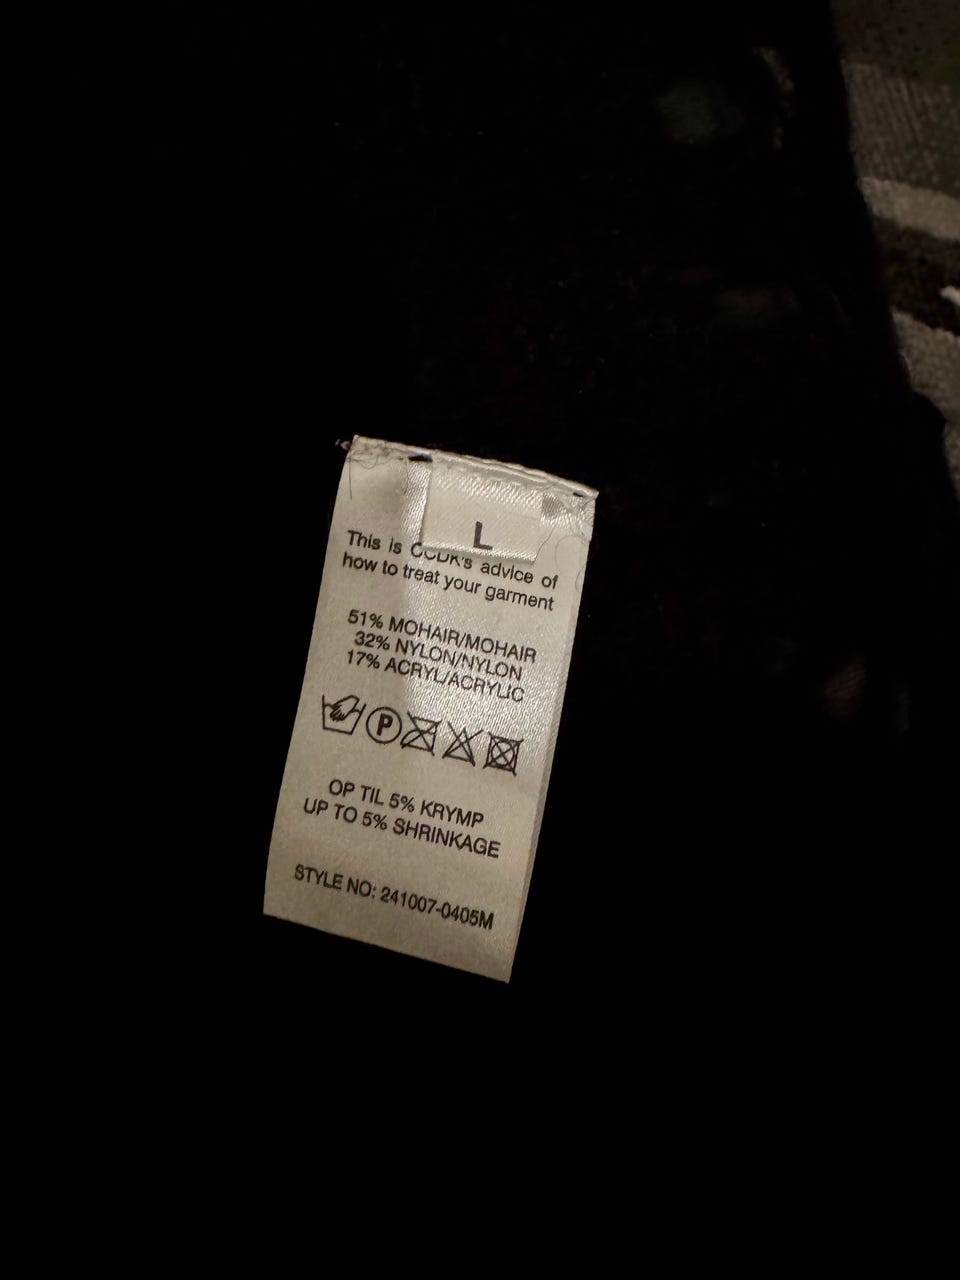 L
This is CCDK's advice of
how to treat your garment
51% MOHAIR/MOHAIR
32% NYLON/NYLON
17% ACRYL/ACRYLIC
P
OP TIL 5% KRYMP
UP TO 5% SHRINKAGE
STYLE NO: 241007-0405M